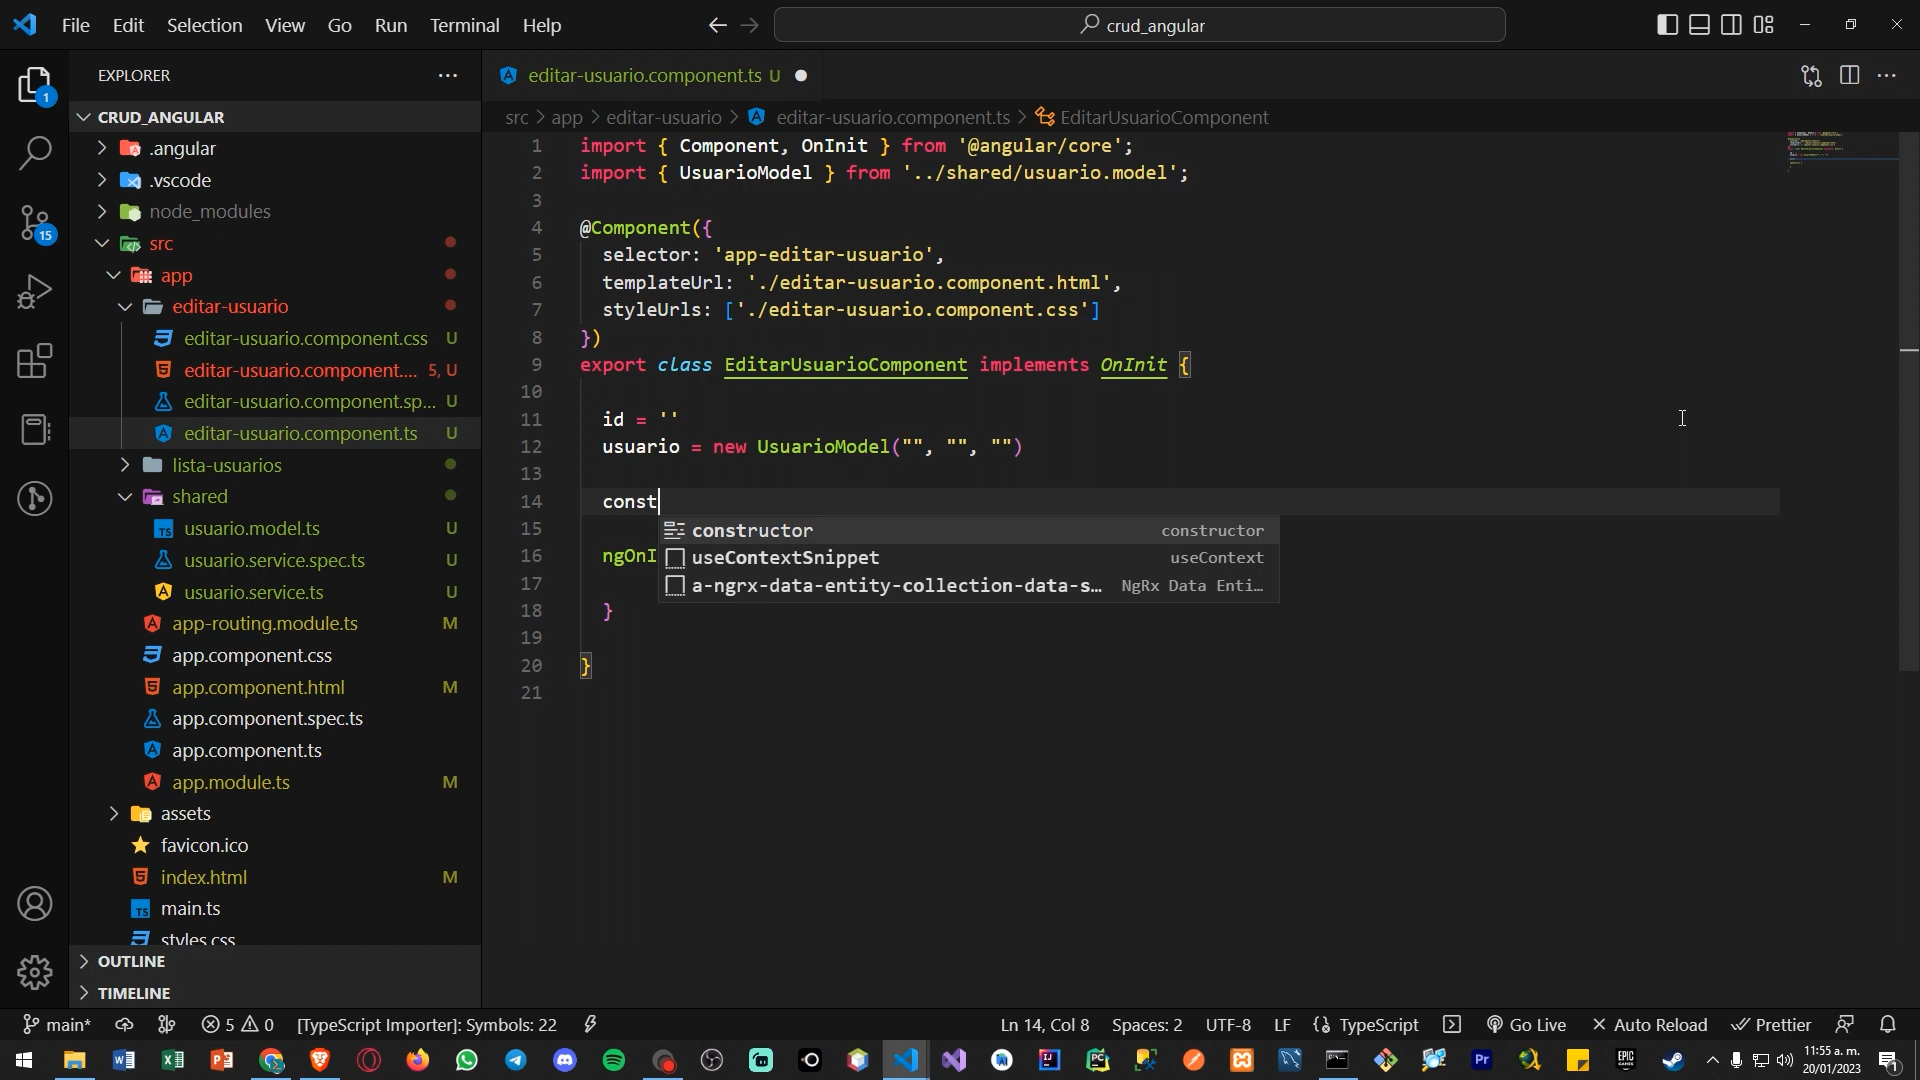 File Edit Selection View Go Run Terminal Help
crud_angular
EXPLORER
CRUD_ANGULAR
.angular
.vscode
node_modules
src
app
editar-usuario
editar-usuario.component.css U
editar-usuario.component.... 5, U
editar-usuario.component.sp... U
editar-usuario.component.ts U
lista-usuarios
shared
usuario.model.ts U
usuario.service.spec.ts U
usuario.service.ts U
app-routing.module.ts M
app.component.css
app.component.html M
app.component.spec.ts
app.component.ts
app.module.ts M
assets
favicon.ico
index.html M
main.ts
styles.css
OUTLINE
TIMELINE
1
15
editar-usuario.component.ts U
src > app > editar-usuario > editar-usuario.component.ts > EditarUsuarioComponent
1 import { Component, OnInit } from '@angular/core';
2 import { UsuarioModel } from '../shared/usuario.model';
3
4 @Component({
5 selector: 'app-editar-usuario',
6 templateUrl: './editar-usuario.component.html',
7 styleUrls: ['./editar-usuario.component.css']
8 })
9 export class EditarUsuarioComponent implements OnInit {
10
11 id = ''
12 usuario = new UsuarioModel("", "", "")
13
14 const
15
16 ngOnI
17
18 }
19
20 }
21
constructor constructor
useContextSnippet useContext
a-ngrx-data-entity-collection-data-s... NgRx Data Enti...
main* 5 0 [TypeScript Importer]: Symbols: 22
Ln 14, Col 8 Spaces: 2 UTF-8 LF TypeScript Go Live Auto Reload Prettier
11:55 a. m.
20/01/2023
1